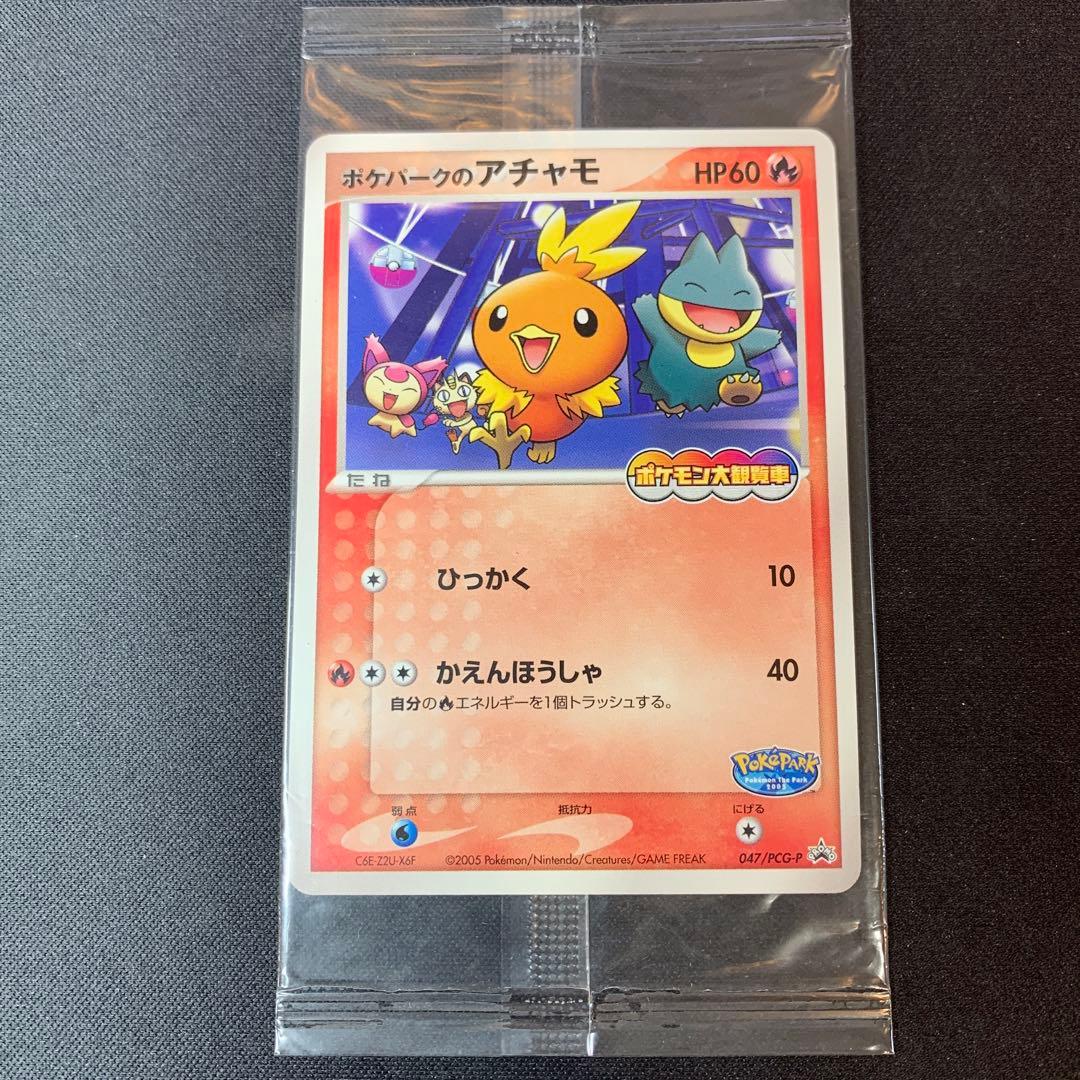 ポケパークのアチャモ HP60
たね
ポケモン大観覧車
ひっかく 10
かえんほうしゃ 40
自分のエネルギーを1個トラッシュする。
PokéPARK
Pokémon The Park
2005
弱点 抵抗力 にげる
C6E-Z2U-X6F ©2005 Pokémon/Nintendo/Creatures/GAME FREAK 047/PCG-P
PROMO